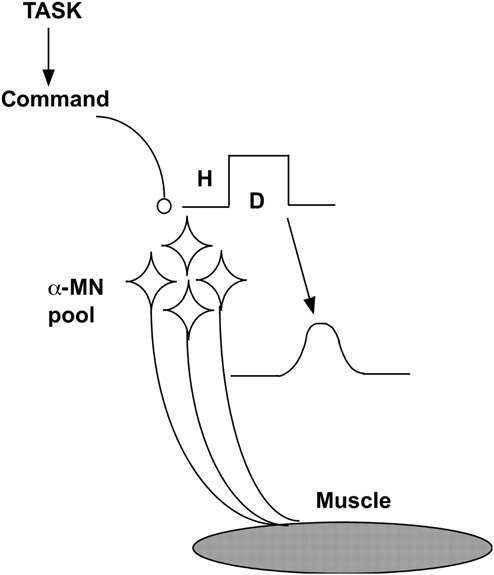 TASK
Command
H
D
α-MN
pool
Muscle